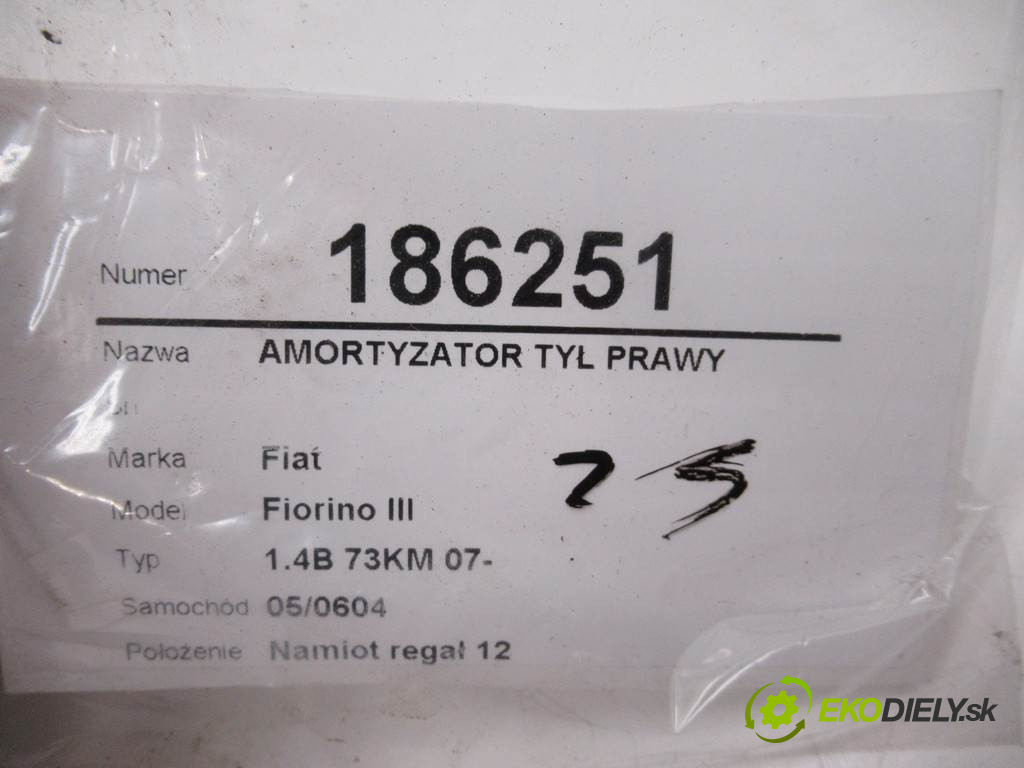 Numer 186251
Nazwa AMORTYZATOR TYŁ PRAWY
Marka Fiat
Model Fiorino III
25
Typ 1.4B 73KM 07-
Samochód 05/0604
Położenie Namiot regał 12
EKODIELY.sk